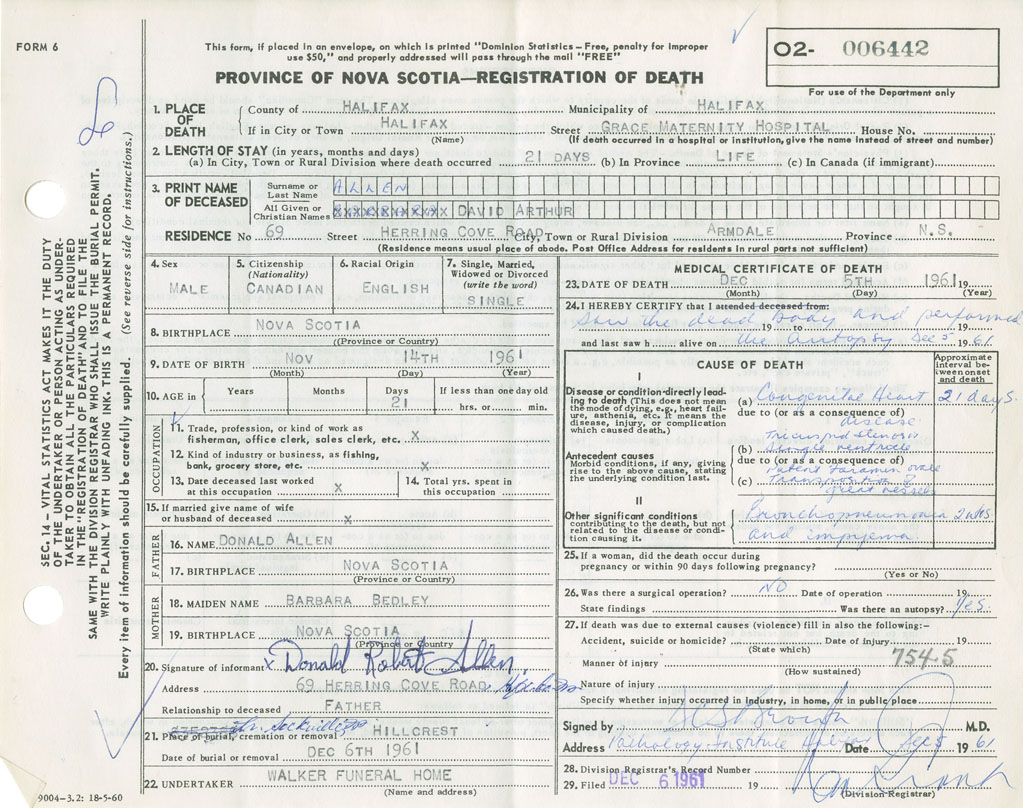 FORM 6
This form, if placed in an envelope, on which is printed "Dominion Statistics – Free, penalty for improper
use $50," and properly addressed will pass through the mail "FREE"
O2- 006442
For use of the Department only
PROVINCE OF NOVA SCOTIA—REGISTRATION OF DEATH
SEC. 14 – VITAL STATISTICS ACT MAKES IT THE DUTY
OF THE UNDERTAKER OR PERSON ACTING AS UNDER-
TAKER TO OBTAIN ALL THE PARTICULARS REQUIRED
IN THE "REGISTRATION OF DEATH" AND TO FILE THE
SAME WITH THE DIVISION REGISTRAR WHO SHALL ISSUE THE BURIAL PERMIT.
WRITE PLAINLY WITH UNFADING INK. THIS IS A PERMANENT RECORD.
Every item of information should be carefully supplied. (See reverse side for instructions.)
1. PLACE OF DEATH
County of HALIFAX Municipality of HALIFAX
If in City or Town HALIFAX Street GRACE MATERNITY HOSPITAL House No.
(Name) (If death occurred in a hospital or institution, give name instead of street and number)
2. LENGTH OF STAY (in years, months and days)
(a) In City, Town or Rural Division where death occurred 21 DAYS (b) In Province LIFE (c) In Canada (if immigrant)
3. PRINT NAME OF DECEASED
Surname or Last Name ALLEN
All Given or Christian Names XXXXXXXXXX DAVID ARTHUR
RESIDENCE No 69 Street HERRING COVE ROAD City, Town or Rural Division ARMDALE Province N.S.
(Residence means usual place of abode. Post Office Address for residents in rural parts not sufficient)
4. Sex MALE
5. Citizenship (Nationality) CANADIAN
6. Racial Origin ENGLISH
7. Single, Married, Widowed or Divorced (write the word) SINGLE
8. BIRTHPLACE NOVA SCOTIA
(Province or Country)
9. DATE OF BIRTH NOV 14TH 1961
(Month) (Day) (Year)
10. AGE in Years Months Days 21 If less than one day old hrs. or min.
OCCUPATION
11. Trade, profession, or kind of work as
fisherman, office clerk, sales clerk, etc. X
12. Kind of industry or business, as fishing,
bank, grocery store, etc. X
13. Date deceased last worked
at this occupation X
14. Total yrs. spent in
this occupation
15. If married give name of wife
or husband of deceased X
FATHER
16. NAME DONALD ALLEN
17. BIRTHPLACE NOVA SCOTIA
(Province or Country)
MOTHER
18. MAIDEN NAME BARBARA BEDLEY
19. BIRTHPLACE NOVA SCOTIA
(Province or Country)
20. Signature of informant x Donald Robert Allen
Address 69 HERRING COVE ROAD,
Relationship to deceased FATHER
21. Place of burial, cremation or removal HILLCREST
Date of burial or removal DEC 6TH 1961
22. UNDERTAKER WALKER FUNERAL HOME
(Name and address)
9004-3.2: 18-5-60
MEDICAL CERTIFICATE OF DEATH
23. DATE OF DEATH DEC 5TH 1961 19
(Month) (Day) (Year)
24. I HEREBY CERTIFY that I attended deceased from:
Saw the dead body and performed
19 to 19
and last saw h alive on the autopsy Dec 5 1961
CAUSE OF DEATH
Approximate interval between onset and death
I
Disease or condition directly leading to death (This does not mean the mode of dying, e.g., heart failure, asthenia, etc. It means the disease, injury, or complication which caused death.)
(a) Congenital Heart 21 days.
due to (or as a consequence of)
disease
Tricuspid stenosis
(b) Single ventricle
Antecedent causes
Morbid conditions, if any, giving rise to the above cause, stating the underlying condition last.
due to (or as a consequence of)
Patent Foramin ovale
(c) Transposition of
great vessels
II
Other significant conditions
contributing to the death, but not related to the disease or condition causing it.
Bronchopneumonia 2 wks
and empyema
25. If a woman, did the death occur during
pregnancy or within 90 days following pregnancy?
(Yes or No)
26. Was there a surgical operation? NO Date of operation 19
State findings Was there an autopsy? Yes.
27. If death was due to external causes (violence) fill in also the following:—
Accident, suicide or homicide? Date of injury 19
(State which)
754·5
Manner of injury
(How sustained)
Nature of injury
Specify whether injury occurred in industry, in home, or in public place
Signed by M.D.
Address Pathology Institute Halifax Date Dec 5 1961
28. Division Registrar's Record Number
29. Filed DEC 6 1961 19
(Division Registrar)